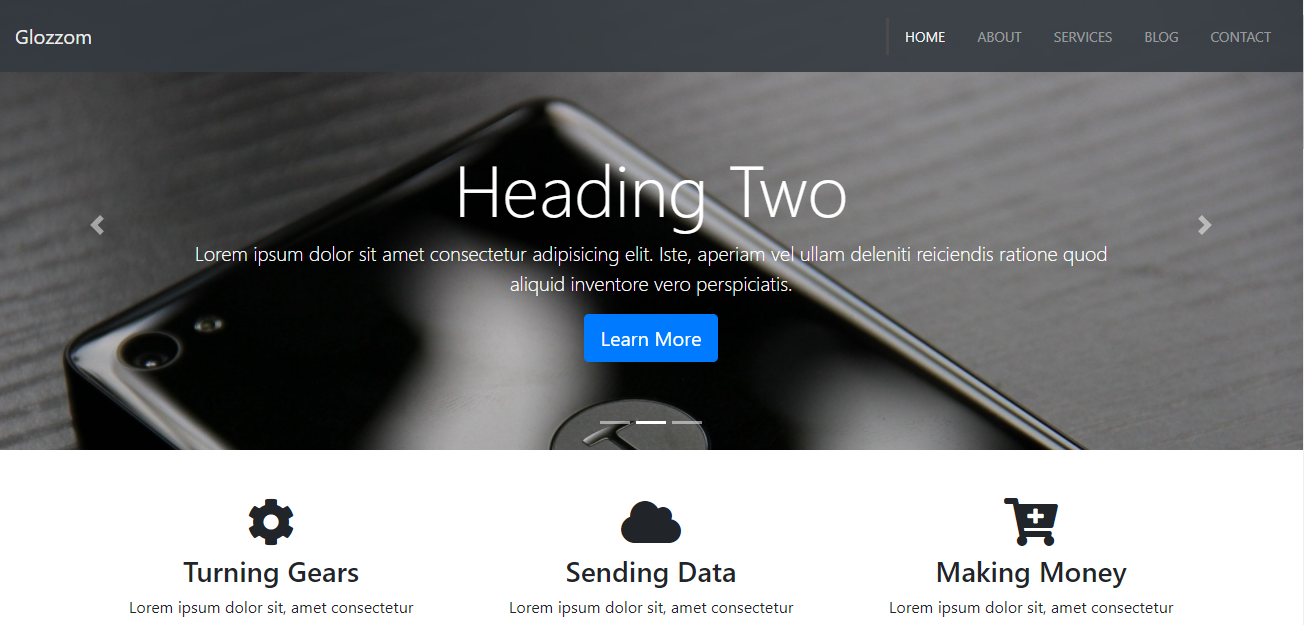 Glozzom
HOME
ABOUT
SERVICES
BLOG
CONTACT
Heading Two
Lorem ipsum dolor sit amet consectetur adipisicing elit. Iste, aperiam vel ullam deleniti reiciendis ratione quod
aliquid inventore vero perspiciatis.
Learn More
Turning Gears
Lorem ipsum dolor sit, amet consectetur
Sending Data
Lorem ipsum dolor sit, amet consectetur
Making Money
Lorem ipsum dolor sit, amet consectetur